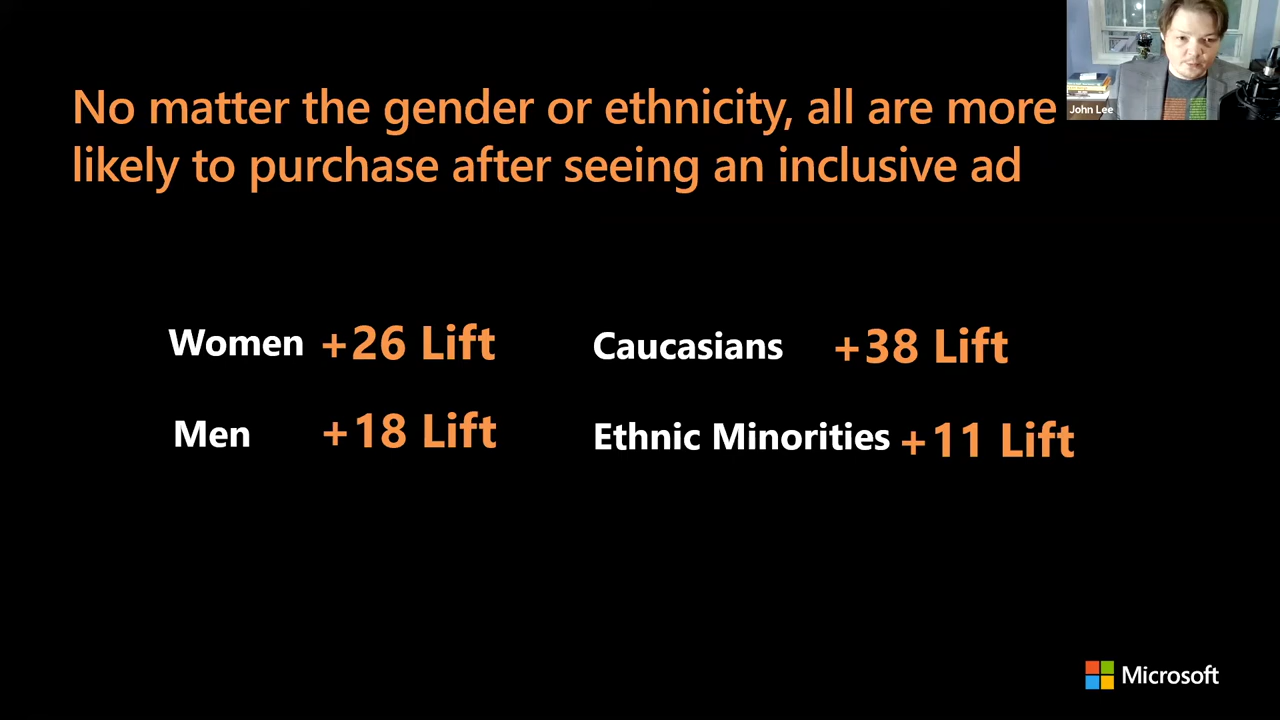 No matter the gender or ethnicity, all are more
likely to purchase after seeing an inclusive ad
John Lee
Women +26 Lift
Caucasians +38 Lift
Men +18 Lift
Ethnic Minorities +11 Lift
Microsoft